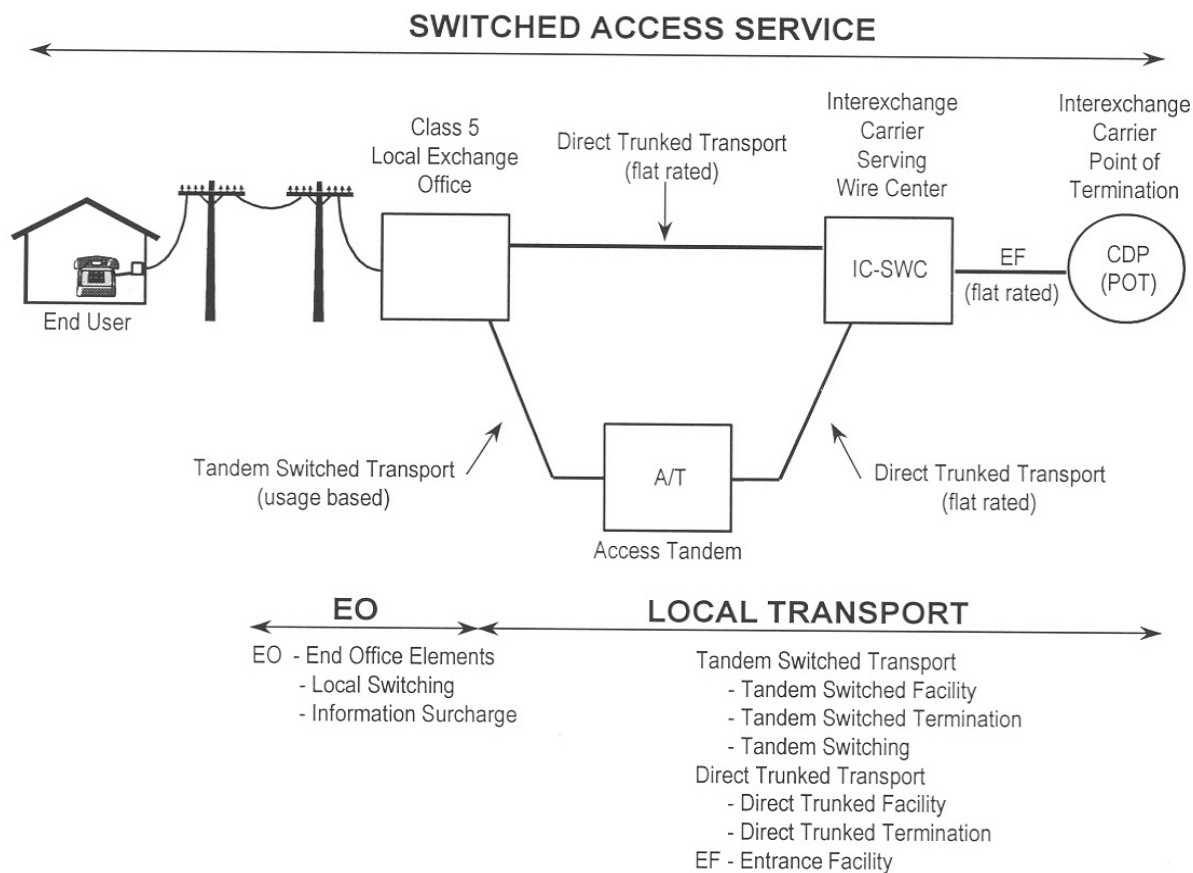 SWITCHED ACCESS SERVICE
Class 5
Local Exchange
Office
Direct Trunked Transport
(flat rated)
Interexchange
Carrier
Serving
Wire Center
Interexchange
Carrier
Point of
Termination
End User
IC-SWC
EF
(flat rated)
CDP
(POT)
Tandem Switched Transport
(usage based)
A/T
Access Tandem
Direct Trunked Transport
(flat rated)
EO
EO - End Office Elements
- Local Switching
- Information Surcharge
LOCAL TRANSPORT
Tandem Switched Transport
- Tandem Switched Facility
- Tandem Switched Termination
- Tandem Switching
Direct Trunked Transport
- Direct Trunked Facility
- Direct Trunked Termination
EF - Entrance Facility